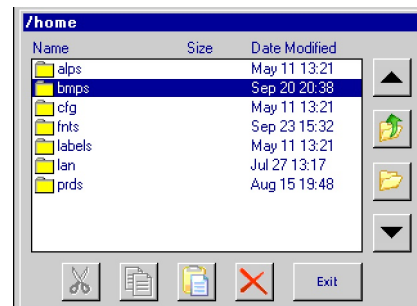 /home
Name Size Date Modified
alps May 11 13:21
bmps Sep 20 20:38
cfg May 11 13:21
fnts Sep 23 15:32
labels May 11 13:21
lan Jul 27 13:17
prds Aug 15 19:48
Exit